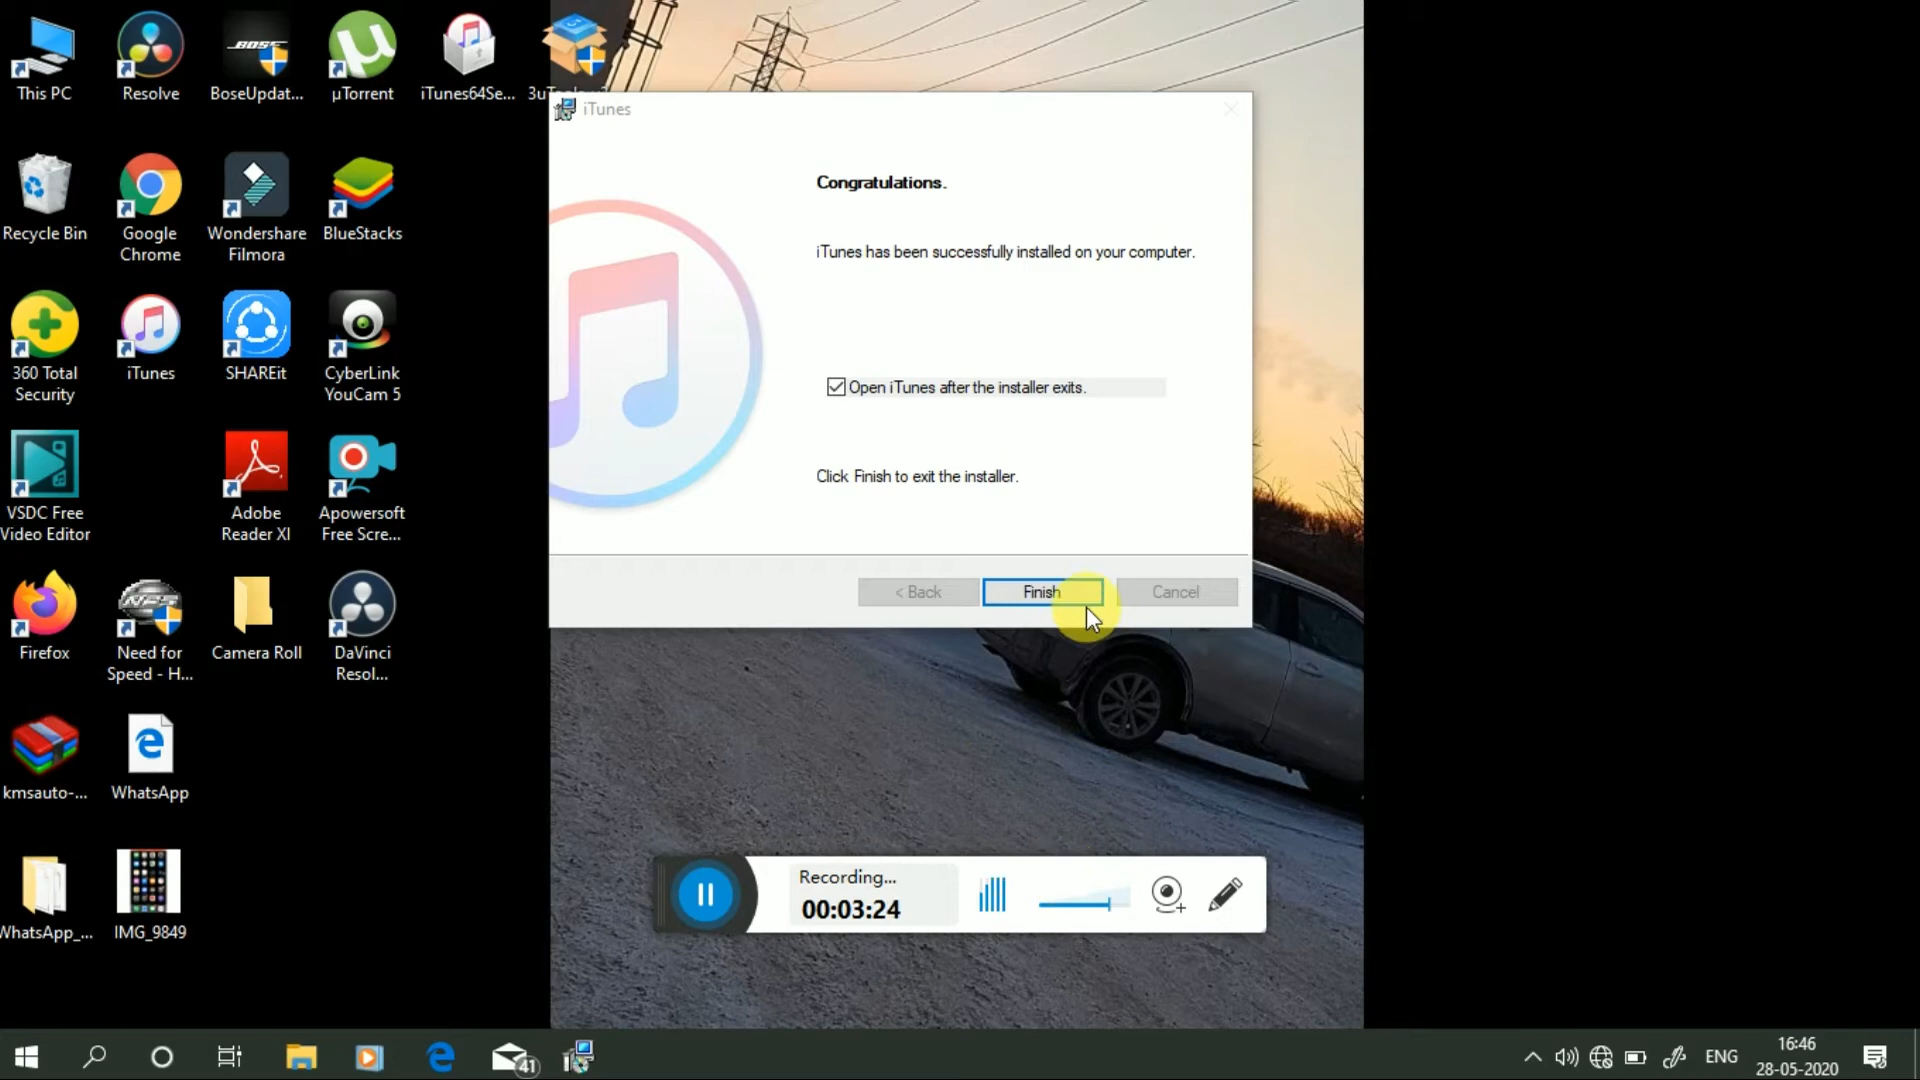 This PC
Resolve
BoseUpdat...
µTorrent
iTunes64Se...
Recycle Bin
Google
Chrome
Wondershare
Filmora
BlueStacks
360 Total
Security
iTunes
SHAREit
CyberLink
YouCam 5
VSDC Free
Video Editor
Adobe
Reader XI
Apowersoft
Free Scre...
Firefox
Need for
Speed - H...
Camera Roll
DaVinci
Resol...
kmsauto-...
WhatsApp
WhatsApp_...
IMG_9849
BOSE
NFS
iTunes
Congratulations.
iTunes has been successfully installed on your computer.
Open iTunes after the installer exits.
Click Finish to exit the installer.
< Back
Finish
Cancel
Recording...
00:03:24
41
ENG
16:46
28-05-2020